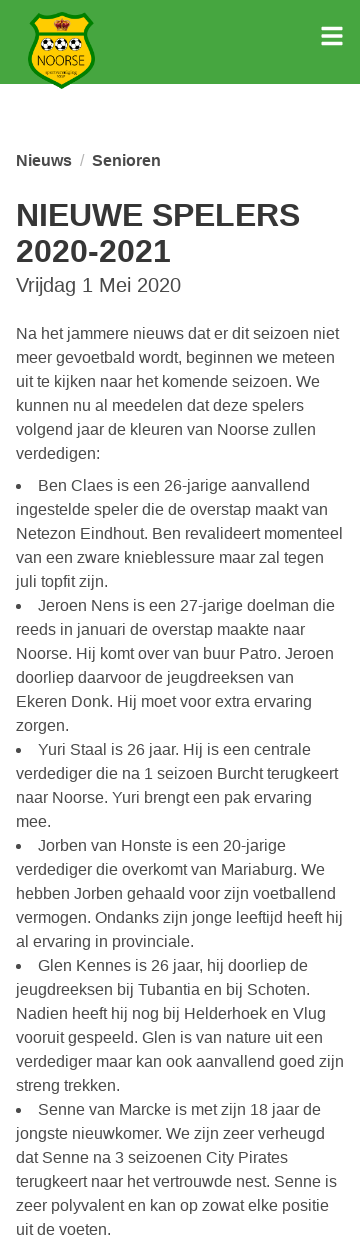 NOORSE
Nieuws / Senioren
NIEUWE SPELERS
2020-2021
Vrijdag 1 Mei 2020
Na het jammere nieuws dat er dit seizoen niet
meer gevoetbald wordt, beginnen we meteen
uit te kijken naar het komende seizoen. We
kunnen nu al meedelen dat deze spelers
volgend jaar de kleuren van Noorse zullen
verdedigen:
• Ben Claes is een 26-jarige aanvallend
ingestelde speler die de overstap maakt van
Netezon Eindhout. Ben revalideert momenteel
van een zware knieblessure maar zal tegen
juli topfit zijn.
• Jeroen Nens is een 27-jarige doelman die
reeds in januari de overstap maakte naar
Noorse. Hij komt over van buur Patro. Jeroen
doorliep daarvoor de jeugdreeksen van
Ekeren Donk. Hij moet voor extra ervaring
zorgen.
• Yuri Staal is 26 jaar. Hij is een centrale
verdediger die na 1 seizoen Burcht terugkeert
naar Noorse. Yuri brengt een pak ervaring
mee.
• Jorben van Honste is een 20-jarige
verdediger die overkomt van Mariaburg. We
hebben Jorben gehaald voor zijn voetballend
vermogen. Ondanks zijn jonge leeftijd heeft hij
al ervaring in provinciale.
• Glen Kennes is 26 jaar, hij doorliep de
jeugdreeksen bij Tubantia en bij Schoten.
Nadien heeft hij nog bij Helderhoek en Vlug
vooruit gespeeld. Glen is van nature uit een
verdediger maar kan ook aanvallend goed zijn
streng trekken.
• Senne van Marcke is met zijn 18 jaar de
jongste nieuwkomer. We zijn zeer verheugd
dat Senne na 3 seizoenen City Pirates
terugkeert naar het vertrouwde nest. Senne is
zeer polyvalent en kan op zowat elke positie
uit de voeten.